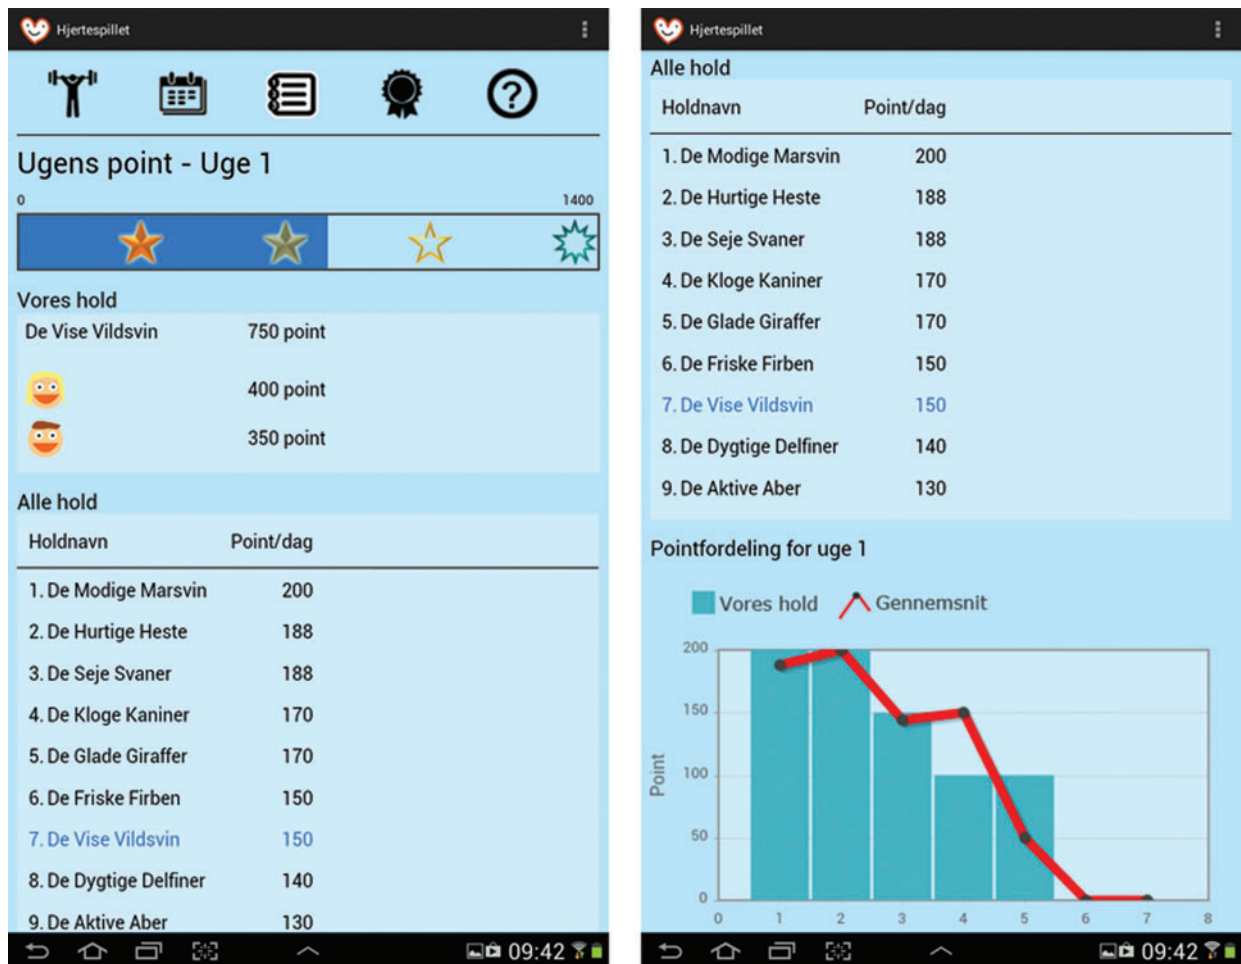 Hjertespillet
Ugens point - Uge 1
0 1400
Vores hold
De Vise Vildsvin 750 point
400 point
350 point
Alle hold
Holdnavn Point/dag
1. De Modige Marsvin 200
2. De Hurtige Heste 188
3. De Seje Svaner 188
4. De Kloge Kaniner 170
5. De Glade Giraffer 170
6. De Friske Firben 150
7. De Vise Vildsvin 150
8. De Dygtige Delfiner 140
9. De Aktive Aber 130
09:42
Hjertespillet
Alle hold
Holdnavn Point/dag
1. De Modige Marsvin 200
2. De Hurtige Heste 188
3. De Seje Svaner 188
4. De Kloge Kaniner 170
5. De Glade Giraffer 170
6. De Friske Firben 150
7. De Vise Vildsvin 150
8. De Dygtige Delfiner 140
9. De Aktive Aber 130
Pointfordeling for uge 1
Vores hold Gennemsnit
200
150
100
50
0
Point
0 1 2 3 4 5 6 7 8
09:42